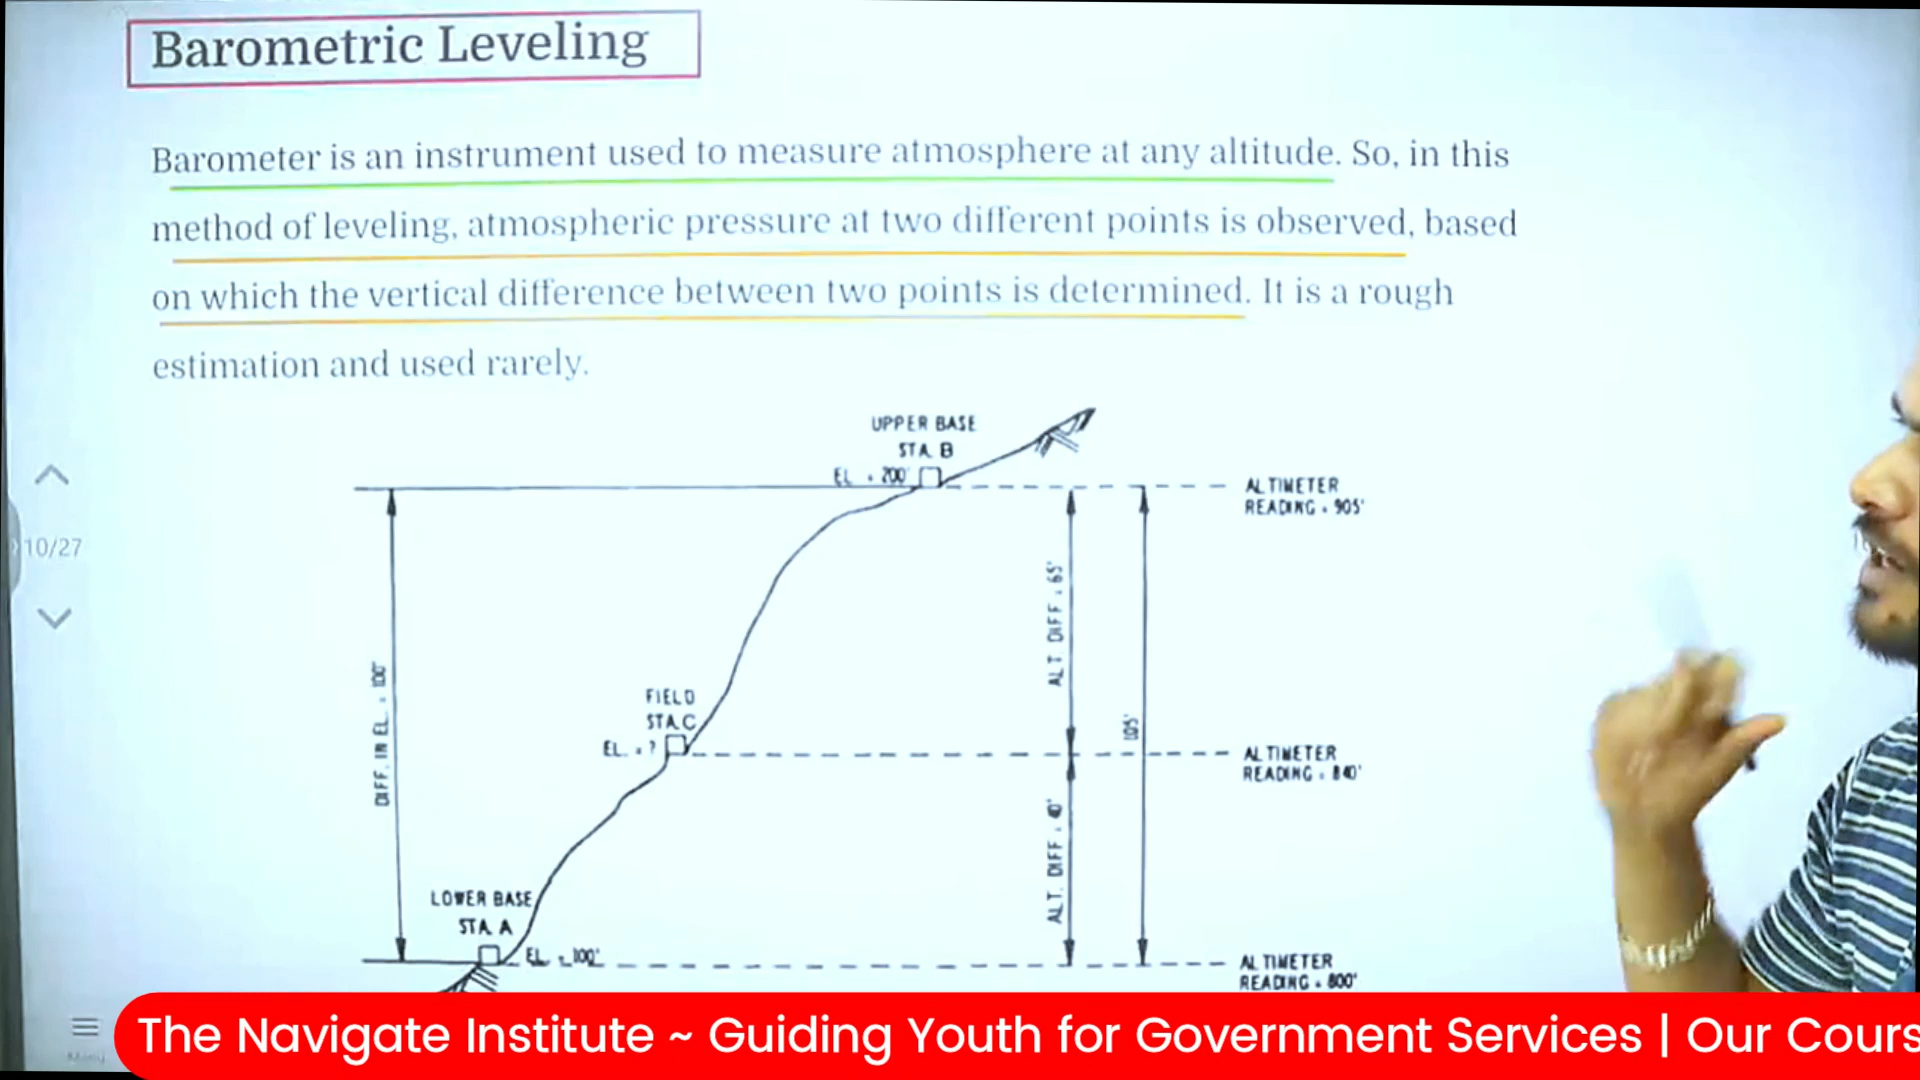 Barometric Leveling
Barometer is an instrument used to measure atmosphere at any altitude. So, in this
method of leveling, atmospheric pressure at two different points is observed, based
on which the vertical difference between two points is determined. It is a rough
estimation and used rarely.
UPPER BASE
STA. B
EL. = 200'
ALTIMETER
READING = 905'
10/27
ALT. DIFF. = 65'
DIFF. IN EL. = 100'
105'
FIELD
STA. C
EL. = ?
ALTIMETER
READING = 840'
ALT. DIFF. = 40'
LOWER BASE
STA. A
EL. = 100'
ALTIMETER
READING = 800'
The Navigate Institute ~ Guiding Youth for Government Services | Our Cours